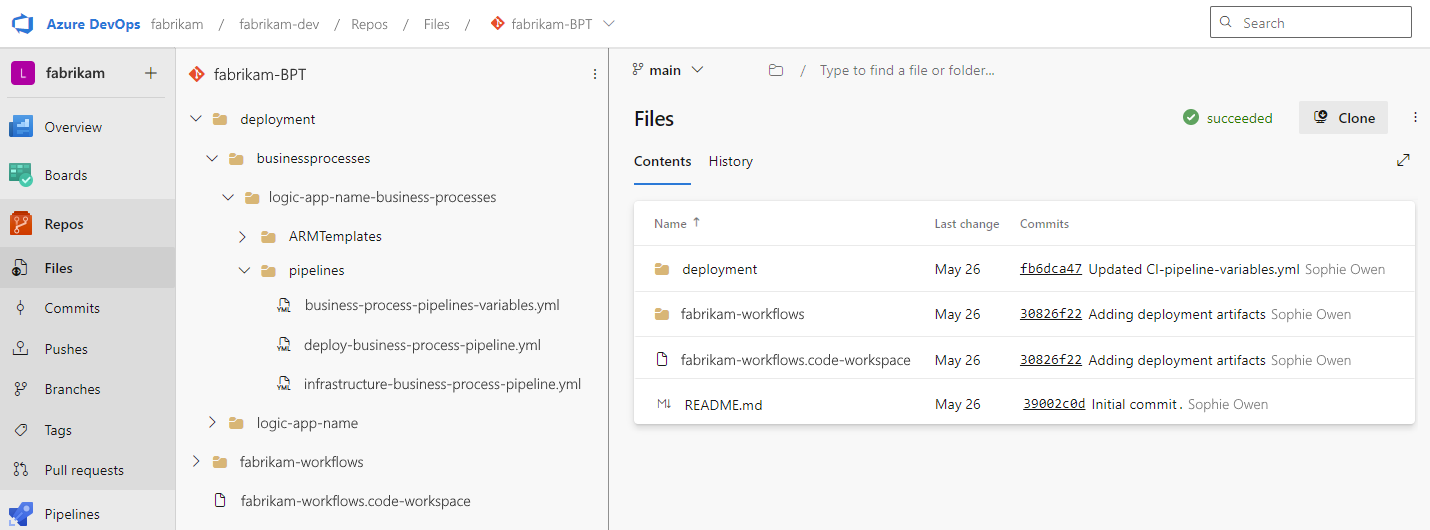 Azure DevOps fabrikam / fabrikam-dev / Repos / Files / fabrikam-BPT
Search
L fabrikam +
Overview
Boards
Repos
Files
Commits
Pushes
Branches
Tags
Pull requests
Pipelines
fabrikam-BPT
deployment
businessprocesses
logic-app-name-business-processes
ARMTemplates
pipelines
YML business-process-pipelines-variables.yml
YML deploy-business-process-pipeline.yml
YML infrastructure-business-process-pipeline.yml
logic-app-name
fabrikam-workflows
fabrikam-workflows.code-workspace
main / Type to find a file or folder...
Files
succeeded
Clone
Contents History
Name ↑ Last change Commits
deployment May 26 fb6dca47 Updated CI-pipeline-variables.yml Sophie Owen
fabrikam-workflows May 26 30826f22 Adding deployment artifacts Sophie Owen
fabrikam-workflows.code-workspace May 26 30826f22 Adding deployment artifacts Sophie Owen
M↓ README.md May 26 39002c0d Initial commit. Sophie Owen